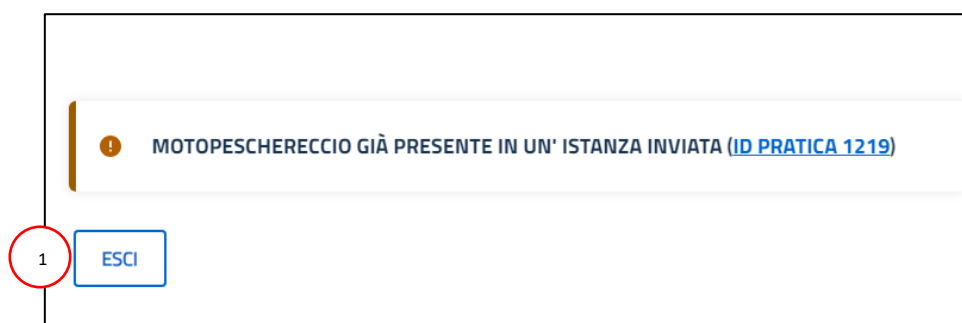 MOTOPESCHERECCIO GIÀ PRESENTE IN UN' ISTANZA INVIATA (ID PRATICA 1219)
1
ESCI